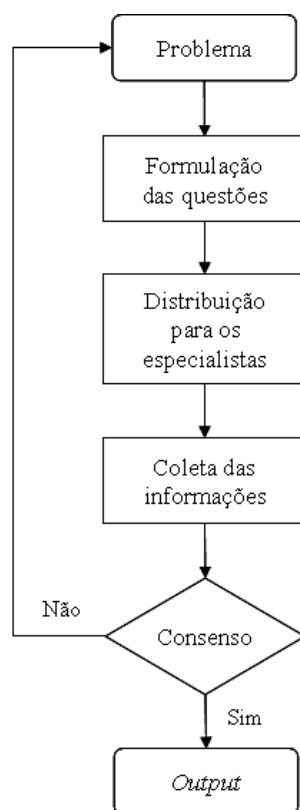 Problema
Formulação
das questões
Distribuição
para os
especialistas
Coleta das
informações
Não
Consenso
Sim
Output